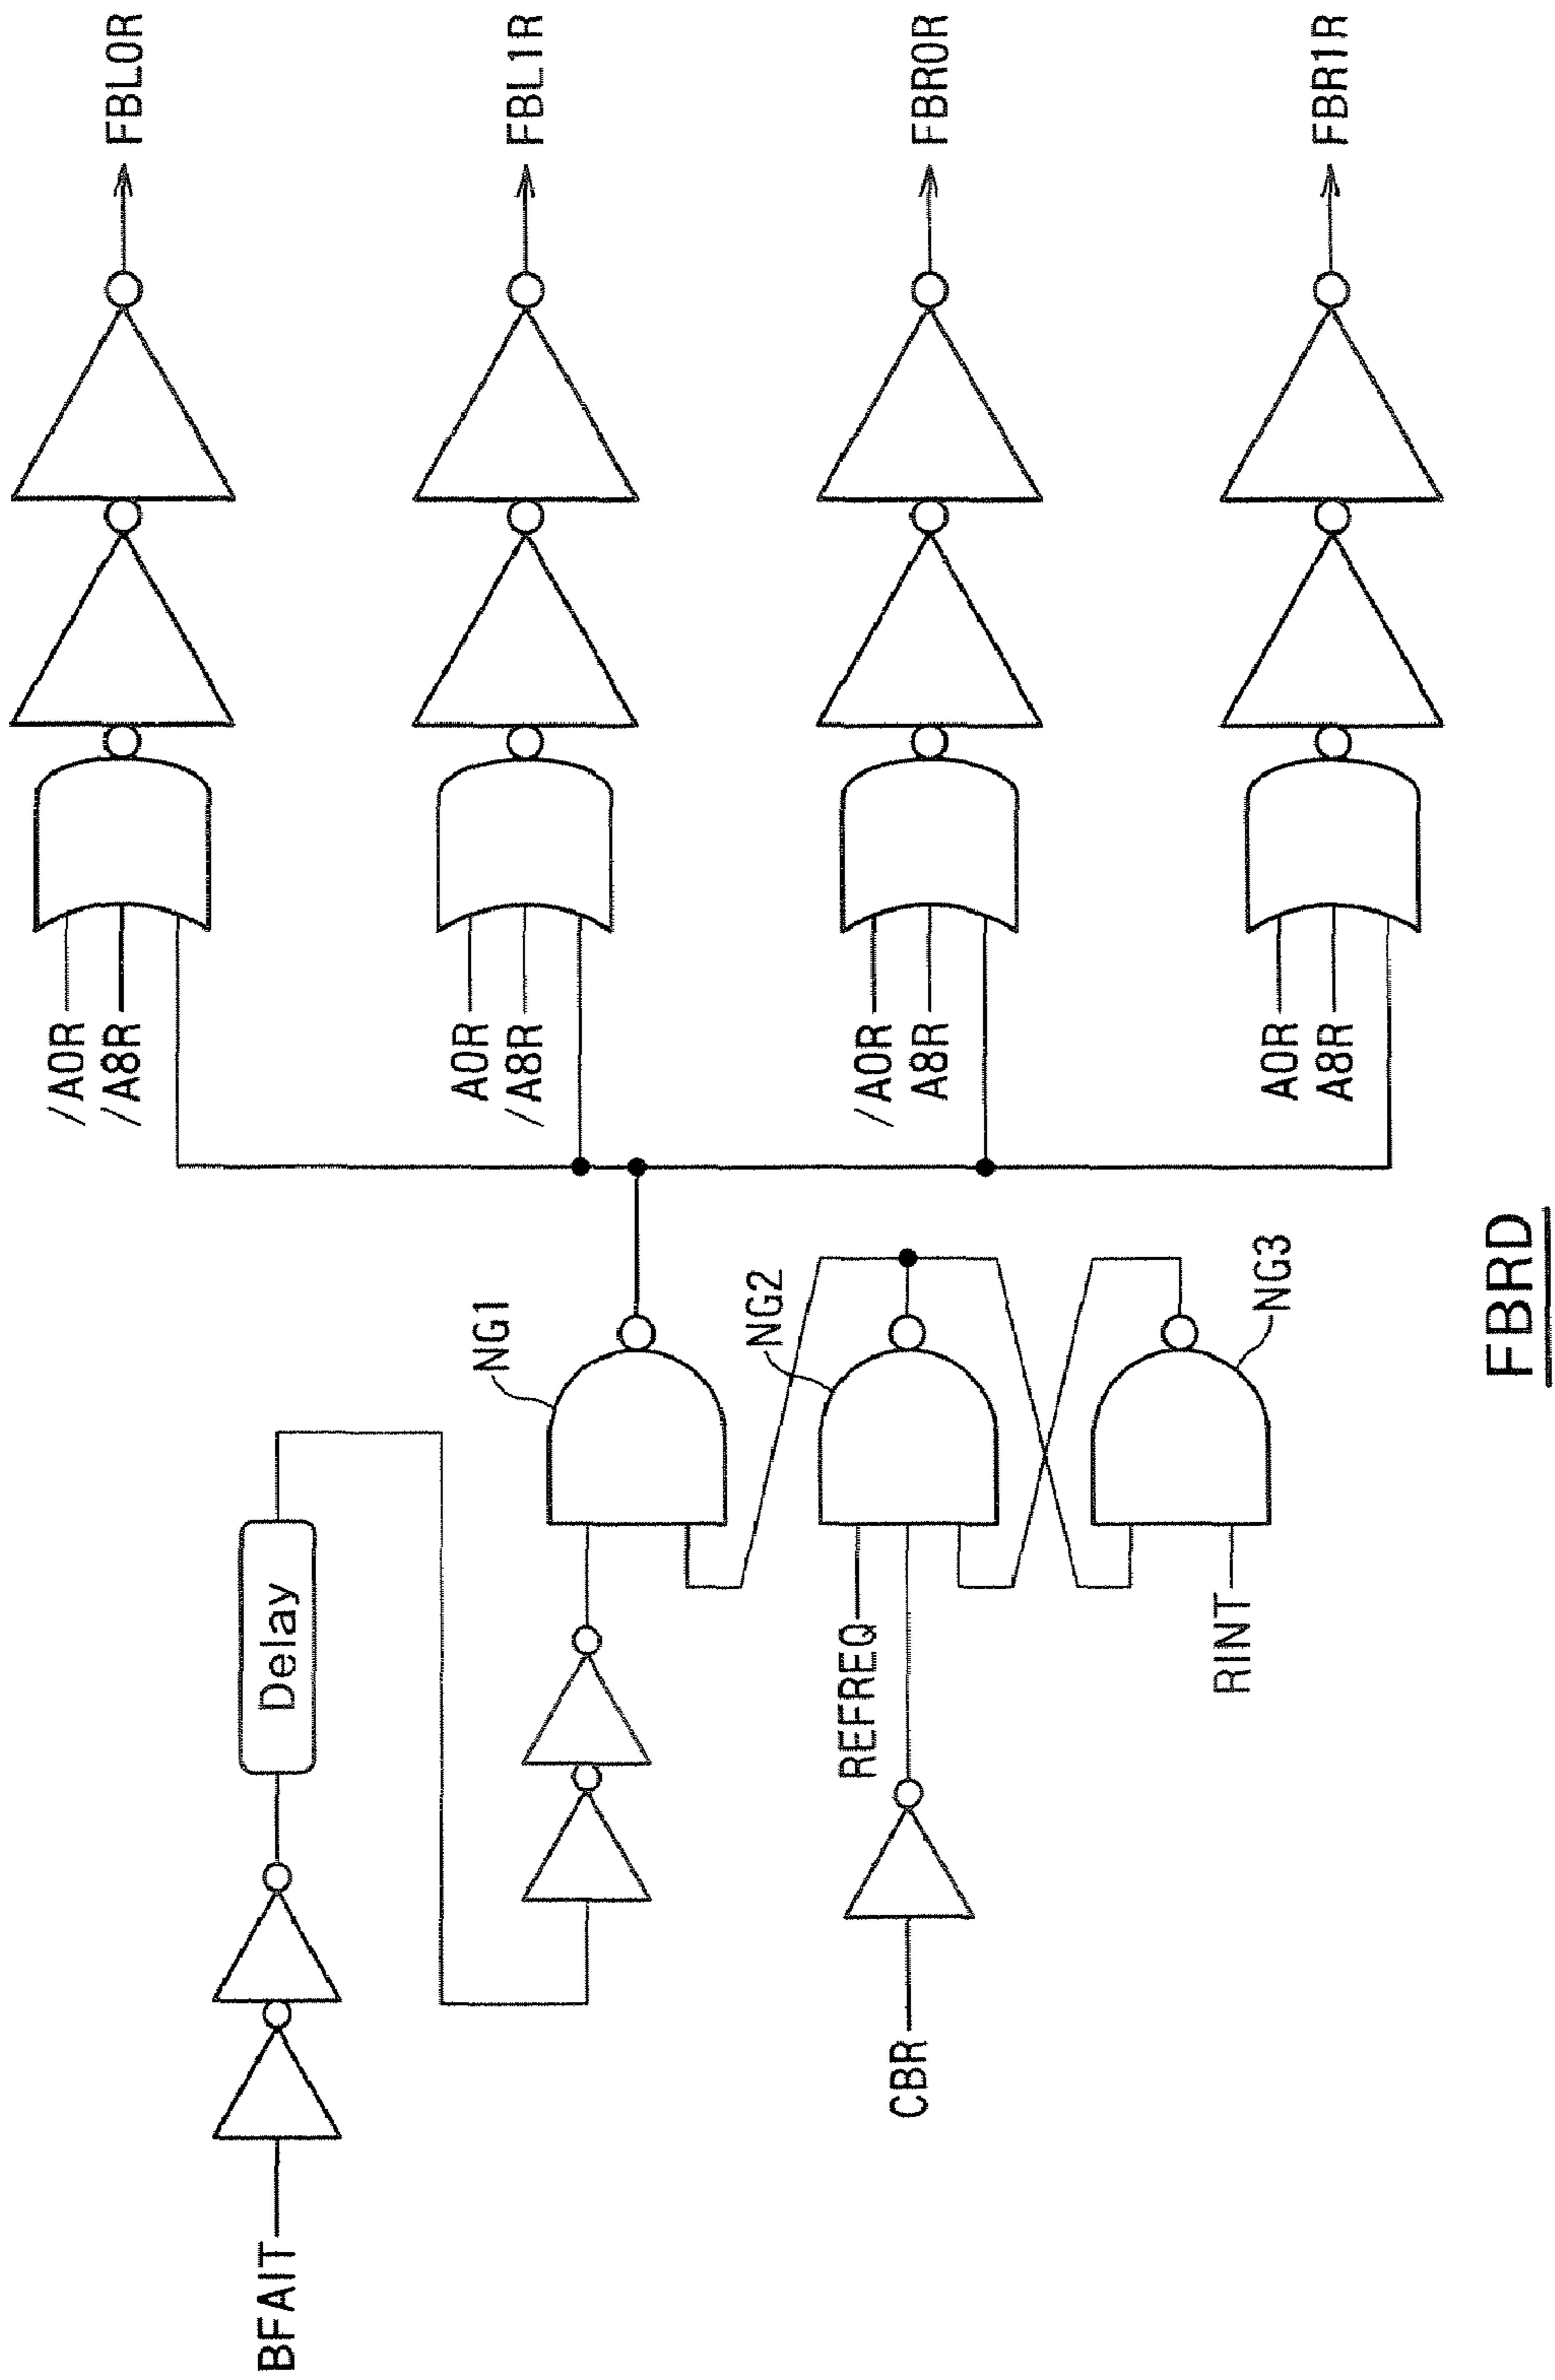 BFAIT
Delay
CBR
REFREQ
RINT
NG1
NG2
NG3
/A0R
/A8R
A0R
/A8R
/A0R
A8R
A0R
A8R
FBL0R
FBL1R
FBR0R
FBR1R
FBRD